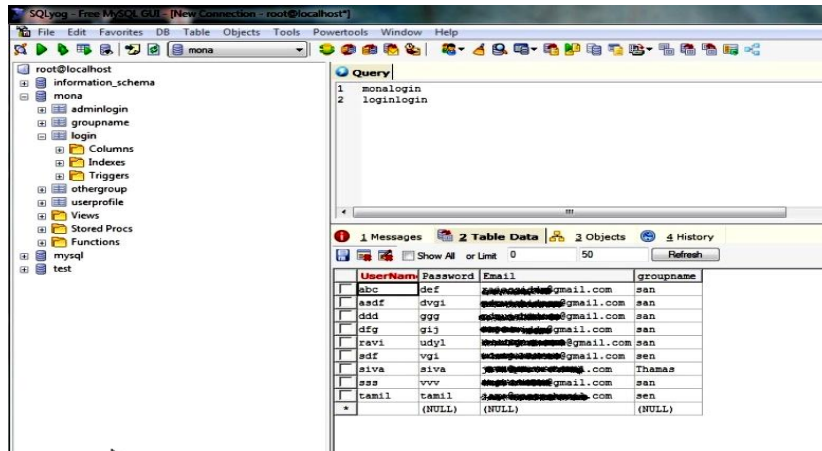 SQLyog - Free MySQL GUI - [New Connection - root@localhost*]
File Edit Favorites DB Table Objects Tools Powertools Window Help
mona
root@localhost
information_schema
mona
adminlogin
groupname
login
Columns
Indexes
Triggers
othergroup
userprofile
Views
Stored Procs
Functions
mysql
test
Query
1 monalogin
2 loginlogin
1 Messages 2 Table Data 3 Objects 4 History
Show All or Limit 0 50 Refresh
UserNam Password Email groupname
abc def @gmail.com san
asdf dvgi @gmail.com san
ddd ggg @gmail.com san
dfg gij @gmail.com san
ravi udyl @gmail.com san
sdf vgi @gmail.com sen
siva siva .com Thamas
sss vvv @gmail.com san
tamil tamil .com sen
* (NULL) (NULL) (NULL)